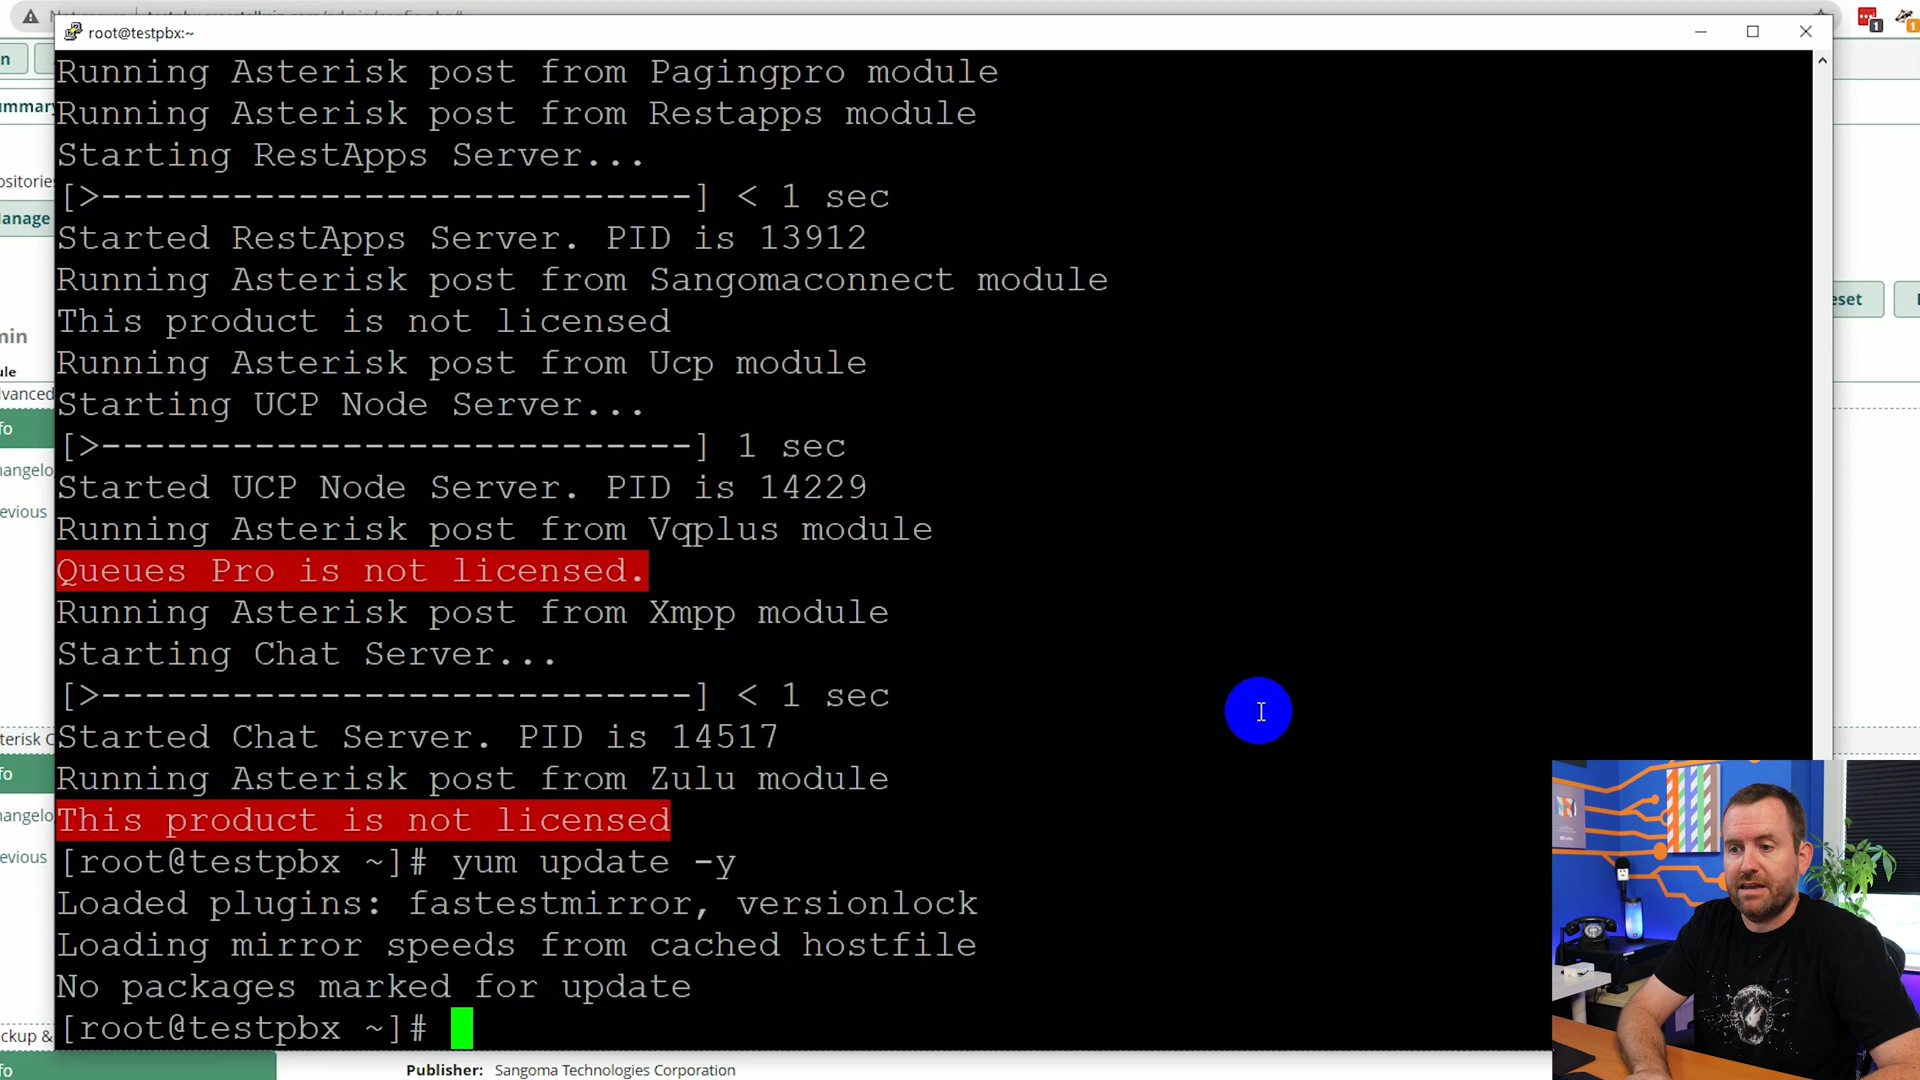 root@testpbx:~
Running Asterisk post from Pagingpro module
Running Asterisk post from Restapps module
Starting RestApps Server...
[>---------------------------] < 1 sec
Started RestApps Server. PID is 13912
Running Asterisk post from Sangomaconnect module
This product is not licensed
Running Asterisk post from Ucp module
Starting UCP Node Server...
[>---------------------------] 1 sec
Started UCP Node Server. PID is 14229
Running Asterisk post from Vqplus module
Queues Pro is not licensed.
Running Asterisk post from Xmpp module
Starting Chat Server...
[>---------------------------] < 1 sec
Started Chat Server. PID is 14517
Running Asterisk post from Zulu module
This product is not licensed
[root@testpbx ~]# yum update -y
Loaded plugins: fastestmirror, versionlock
Loading mirror speeds from cached hostfile
No packages marked for update
[root@testpbx ~]#
Publisher: Sangoma Technologies Corporation